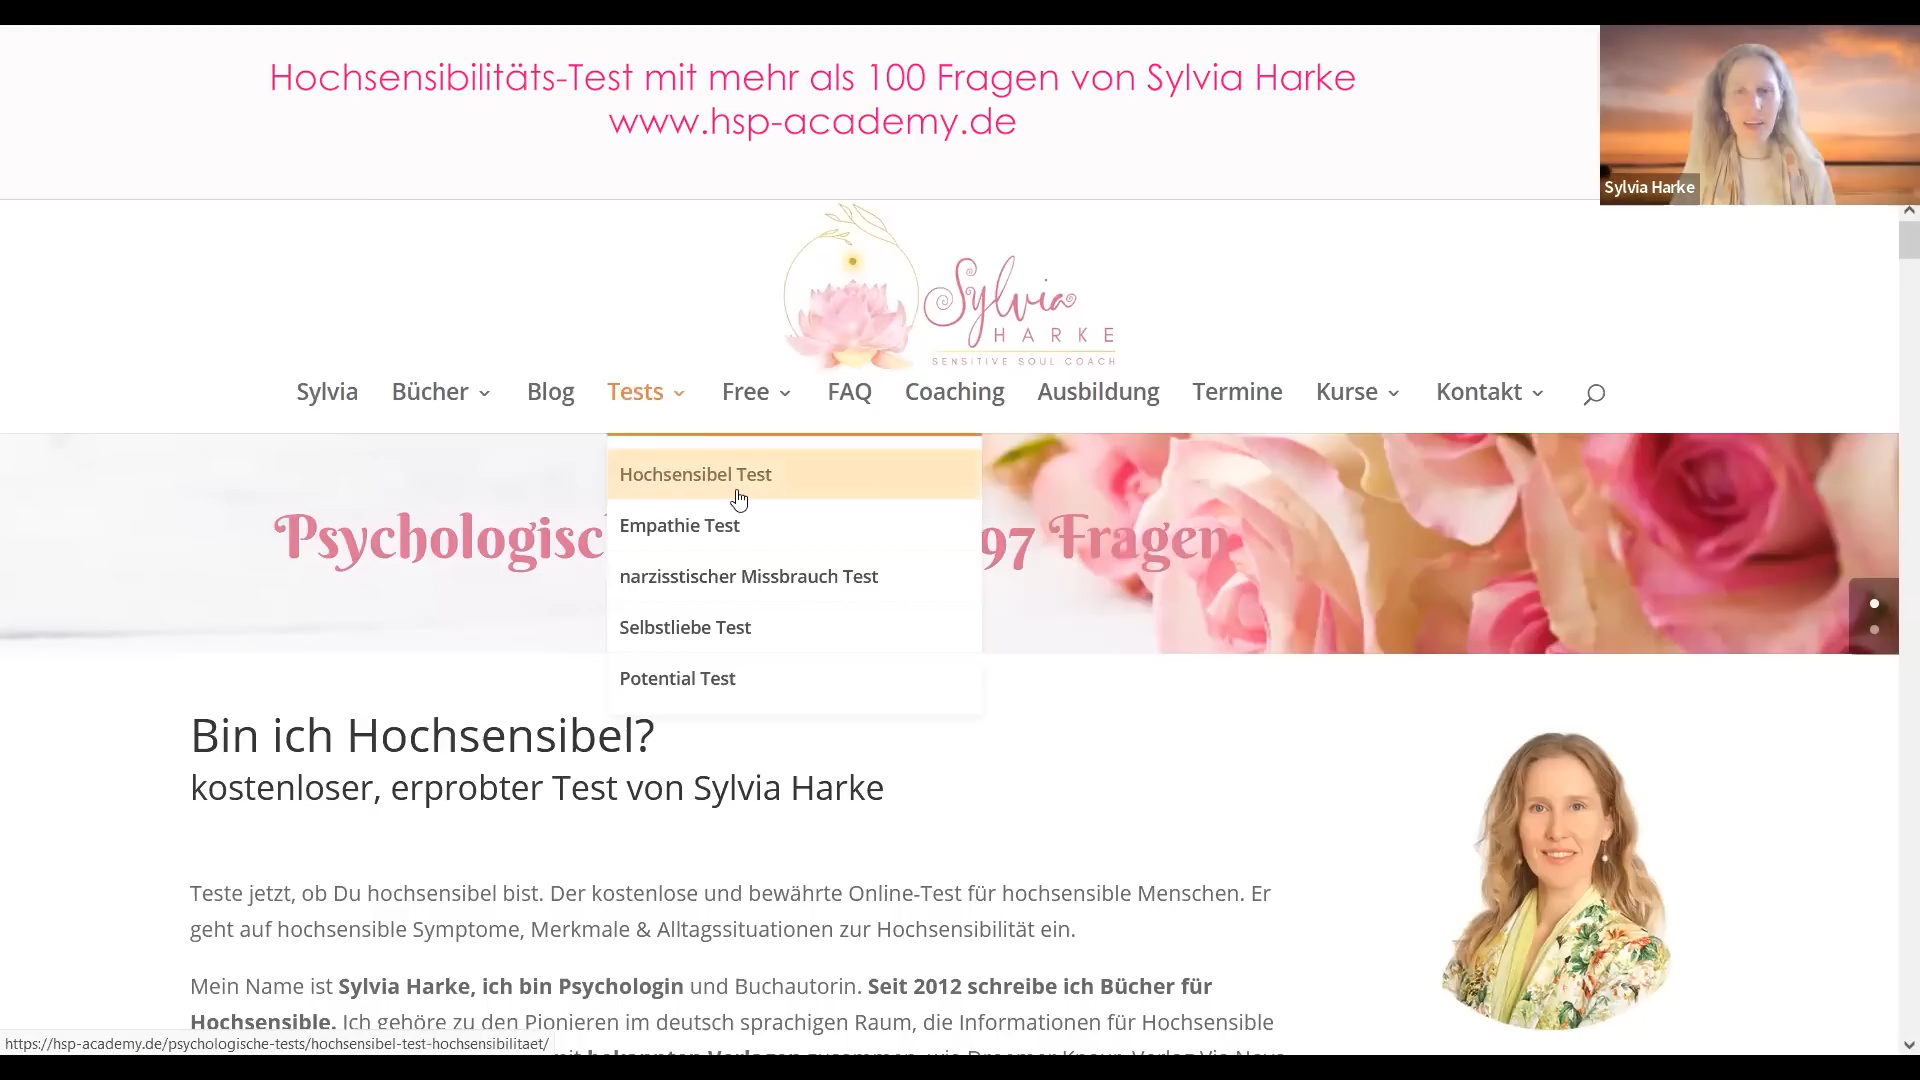 Hochsensibilitäts-Test mit mehr als 100 Fragen von Sylvia Harke
www.hsp-academy.de
Sylvia Harke
Sylvia
HARKE
SENSITIVE SOUL COACH
Sylvia Bücher Blog Tests Free FAQ Coaching Ausbildung Termine Kurse Kontakt
Hochsensibel Test
Empathie Test
narzisstischer Missbrauch Test
Selbstliebe Test
Potential Test
97 Fragen
Bin ich Hochsensibel?
kostenloser, erprobter Test von Sylvia Harke
Teste jetzt, ob Du hochsensibel bist. Der kostenlose und bewährte Online-Test für hochsensible Menschen. Er
geht auf hochsensible Symptome, Merkmale & Alltagssituationen zur Hochsensibilität ein.
Mein Name ist Sylvia Harke, ich bin Psychologin und Buchautorin. Seit 2012 schreibe ich Bücher für
Hochsensible. Ich gehöre zu den Pionieren im deutsch sprachigen Raum, die Informationen für Hochsensible
https://hsp-academy.de/psychologische-tests/hochsensibel-test-hochsensibilitaet/